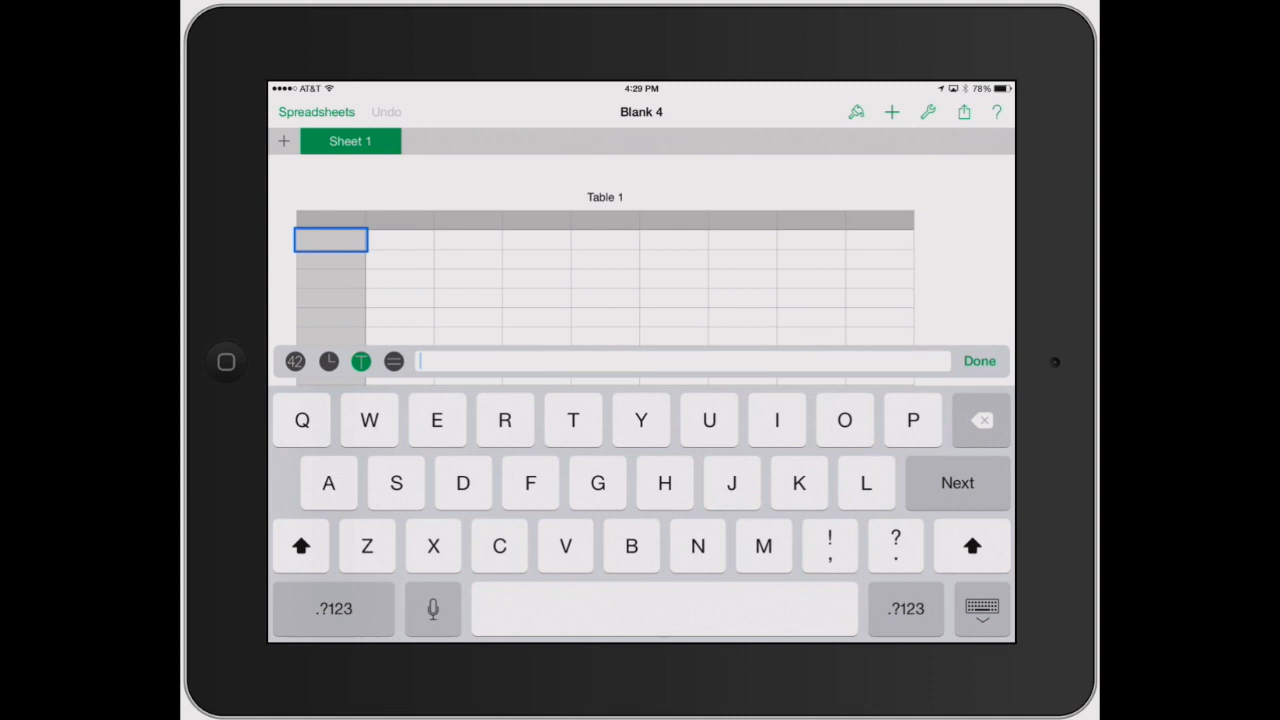 AT&T 4:29 PM 78%
Spreadsheets Undo Blank 4 ?
+ Sheet 1
Table 1
42 T = Done
Q W E R T Y U I O P
A S D F G H J K L Next
Z X C V B N M ! , ? .
.?123 .?123